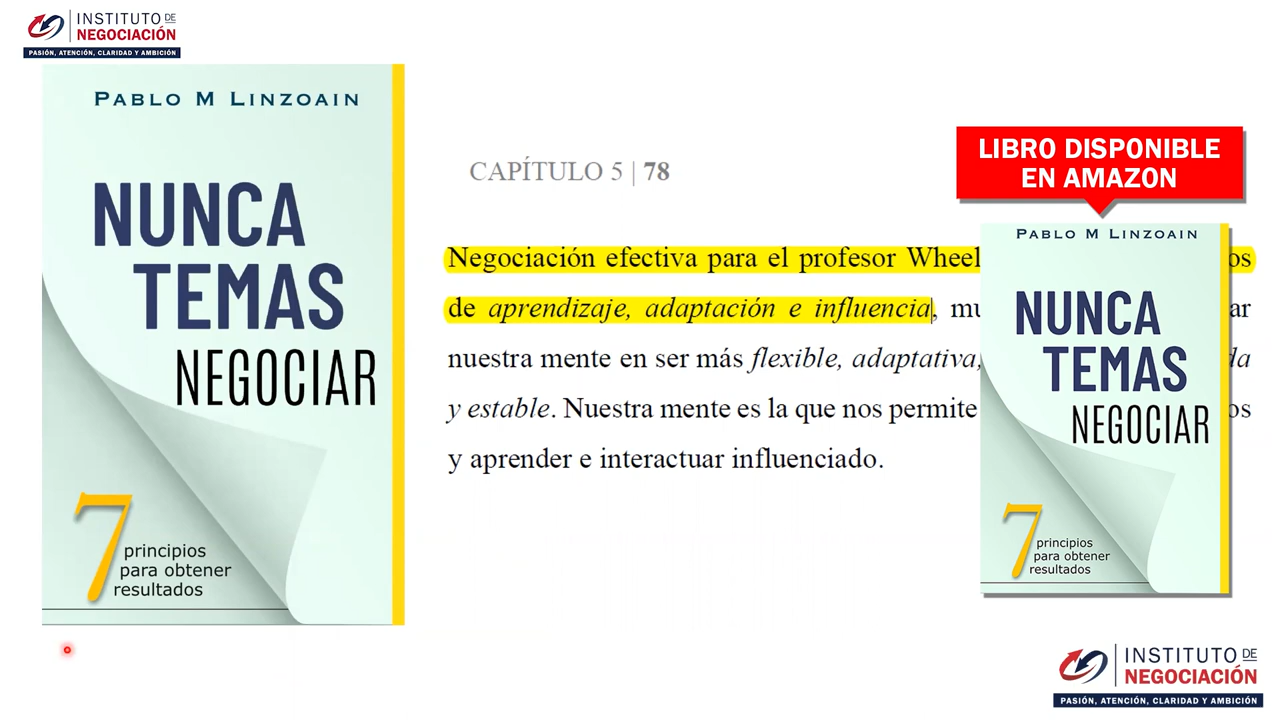 INSTITUTO DE
NEGOCIACIÓN
PASIÓN, ATENCIÓN, CLARIDAD Y AMBICIÓN
PABLO M LINZOAIN
NUNCA
TEMAS
NEGOCIAR
7
principios
para obtener
resultados
CAPÍTULO 5 | 78
Negociación efectiva para el profesor
de aprendizaje, adaptación e influencia,
nuestra mente en ser más flexible, adaptativa,
y estable. Nuestra mente es la que nos permite
y aprender e interactuar influenciado.
LIBRO DISPONIBLE
EN AMAZON
PABLO M LINZOAIN
NUNCA
TEMAS
NEGOCIAR
7
principios
para obtener
resultados
INSTITUTO DE
NEGOCIACIÓN
PASIÓN, ATENCIÓN, CLARIDAD Y AMBICIÓN